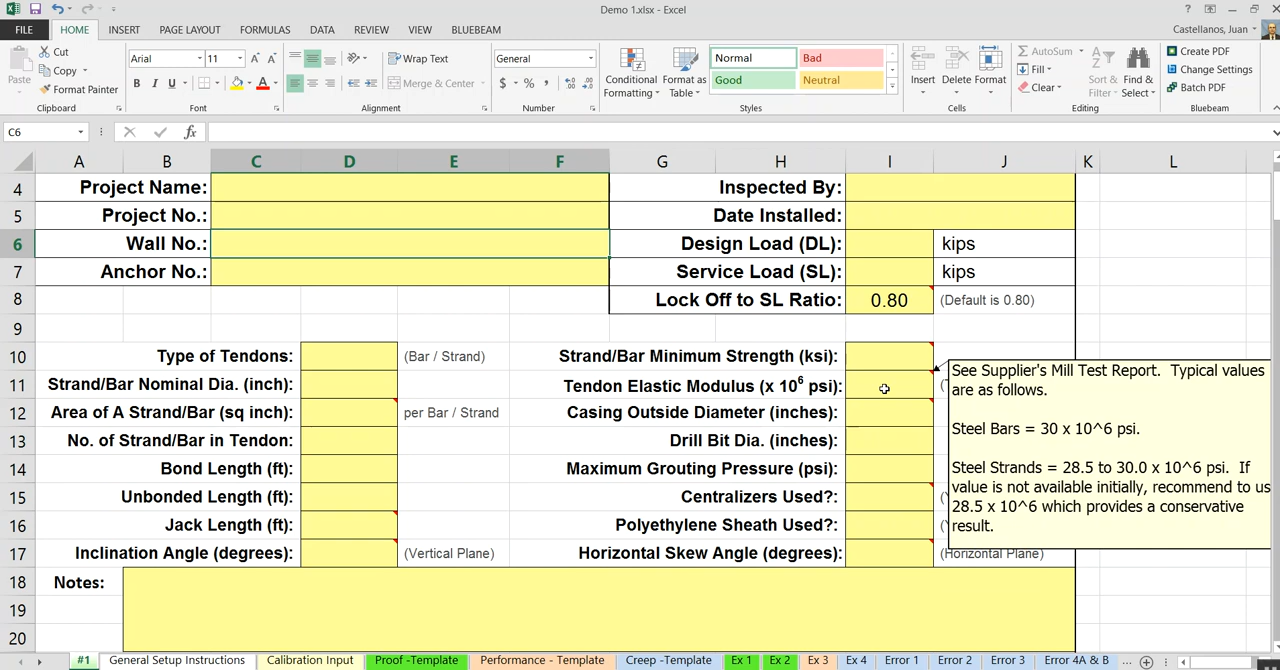 Demo 1.xlsx - Excel
FILE HOME INSERT PAGE LAYOUT FORMULAS DATA REVIEW VIEW BLUEBEAM Castellanos, Juan
Paste Cut Copy Format Painter Clipboard
Arial 11 B I U A Font
Wrap Text Merge & Center Alignment
General $ % Number
Conditional Formatting Format as Table Normal Bad Good Neutral Styles
Insert Delete Format Cells
AutoSum Fill Clear Sort & Filter Find & Select Editing
Create PDF Change Settings Batch PDF Bluebeam
C6 fx
A B C D E F G H I J K L
4 Project Name: Inspected By:
5 Project No.: Date Installed:
6 Wall No.: Design Load (DL): kips
7 Anchor No.: Service Load (SL): kips
8 Lock Off to SL Ratio: 0.80 (Default is 0.80)
9
10 Type of Tendons: (Bar / Strand) Strand/Bar Minimum Strength (ksi):
11 Strand/Bar Nominal Dia. (inch): Tendon Elastic Modulus (x 10⁶ psi):
12 Area of A Strand/Bar (sq inch): per Bar / Strand Casing Outside Diameter (inches):
13 No. of Strand/Bar in Tendon: Drill Bit Dia. (inches):
14 Bond Length (ft): Maximum Grouting Pressure (psi):
15 Unbonded Length (ft): Centralizers Used?:
16 Jack Length (ft): Polyethylene Sheath Used?:
17 Inclination Angle (degrees): (Vertical Plane) Horizontal Skew Angle (degrees): (Horizontal Plane)
18 Notes:
19
20
See Supplier's Mill Test Report. Typical values
are as follows.
Steel Bars = 30 x 10^6 psi.
Steel Strands = 28.5 to 30.0 x 10^6 psi. If
value is not available initially, recommend to us
28.5 x 10^6 which provides a conservative
result.
#1 General Setup Instructions Calibration Input Proof -Template Performance - Template Creep -Template Ex 1 Ex 2 Ex 3 Ex 4 Error 1 Error 2 Error 3 Error 4A & B ...